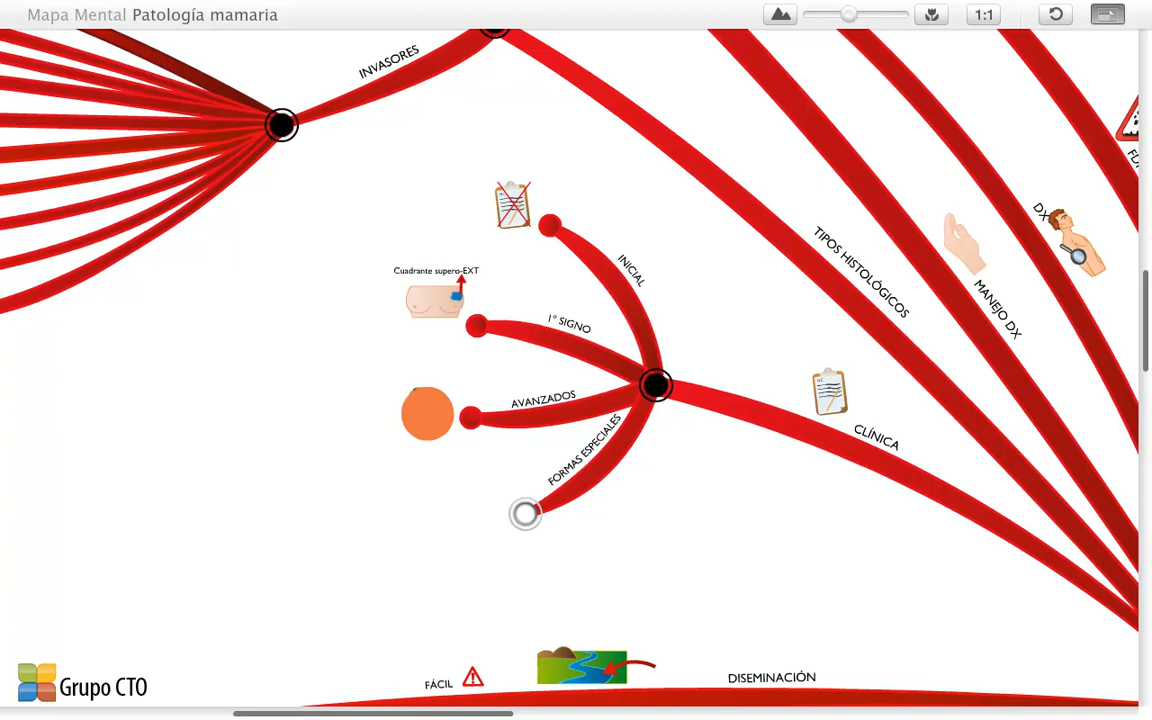 Mapa Mental Patología mamaria
1:1
INVASORES
INICIAL
Cuadrante supero-EXT
1º SIGNO
AVANZADOS
FORMAS ESPECIALES
TIPOS HISTOLÓGICOS
MANEJO DX
DX
CLÍNICA
FÁCIL
DISEMINACIÓN
Grupo CTO